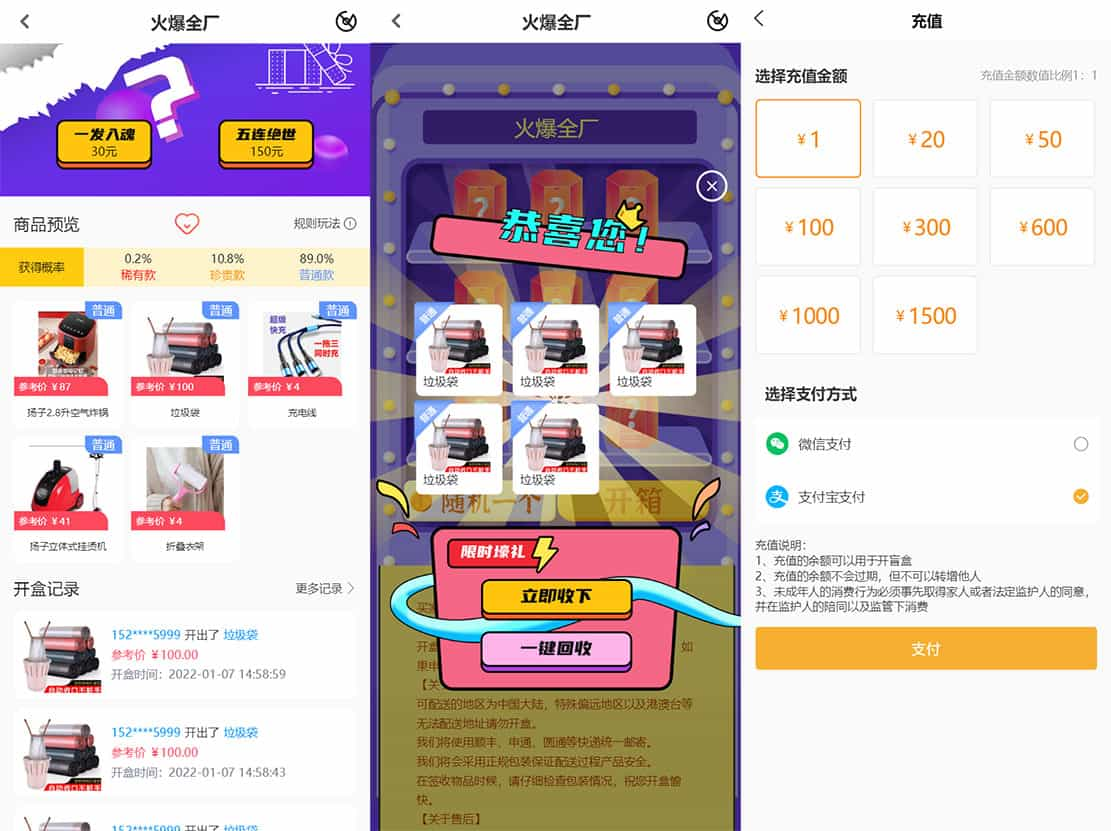 火爆全厂
一发入魂
30元
五连绝世
150元
商品预览
规则玩法
获得概率
0.2%
稀有款
10.8%
珍贵款
89.0%
普通款
普通
参考价 ¥87
扬子2.8升空气炸锅
普通
参考价 ¥100
垃圾袋
普通
超级
快充
一拖三
同时充
参考价 ¥4
充电线
普通
参考价 ¥41
扬子立体式挂烫机
普通
参考价 ¥4
折叠衣架
开盒记录
更多记录
152****5999 开出了 垃圾袋
参考价 ¥100.00
开盒时间：2022-01-07 14:58:59
152****5999 开出了 垃圾袋
参考价 ¥100.00
开盒时间：2022-01-07 14:58:43
152****5999 开出了 垃圾袋
火爆全厂
火爆全厂
恭喜您!
普通
垃圾袋
普通
垃圾袋
普通
垃圾袋
普通
垃圾袋
普通
垃圾袋
随机一个
开箱
限时壕礼
立即收下
一键回收
如
可配送的地区为中国大陆，特殊偏远地区以及港澳台等
无法配送地址请勿开盒。
我们将使用顺丰、申通、圆通等快递统一邮寄。
我们将会采用正规包装保证配送过程产品安全。
在签收物品时候，请仔细检查包装情况，祝您开盒愉
快。
【关于售后】
充值
选择充值金额
充值金额数值比例1：1
¥1
¥20
¥50
¥100
¥300
¥600
¥1000
¥1500
选择支付方式
微信支付
支付宝支付
充值说明：
1、充值的余额可以用于开盲盒
2、充值的余额不会过期，但不可以转增他人
3、未成年人的消费行为必须事先取得家人或者法定监护人的同意，
并在监护人的陪同以及监管下消费
支付